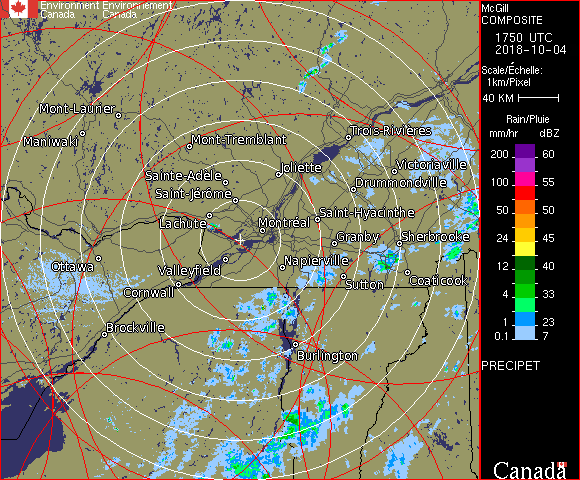 Environment Environnement
Canada Canada
McGill
COMPOSITE
1750 UTC
2018-10-04
Scale/Échelle:
1km/Pixel
40 KM
Rain/Pluie
mm/hr dBZ
200 60
100 55
50 50
24 45
12 40
4 33
1 23
0.1 7
PRECIPET
Canada
Mont-Laurier
Maniwaki
Mont-Tremblant
Trois-Rivières
Sainte-Adèle
Joliette
Victoriaville
Saint-Jérôme
Drummondville
Lachute
Montréal
Saint-Hyacinthe
Granby
Sherbrooke
Ottawa
Valleyfield
Napierville
Cornwall
Sutton
Coaticook
Brockville
Burlington